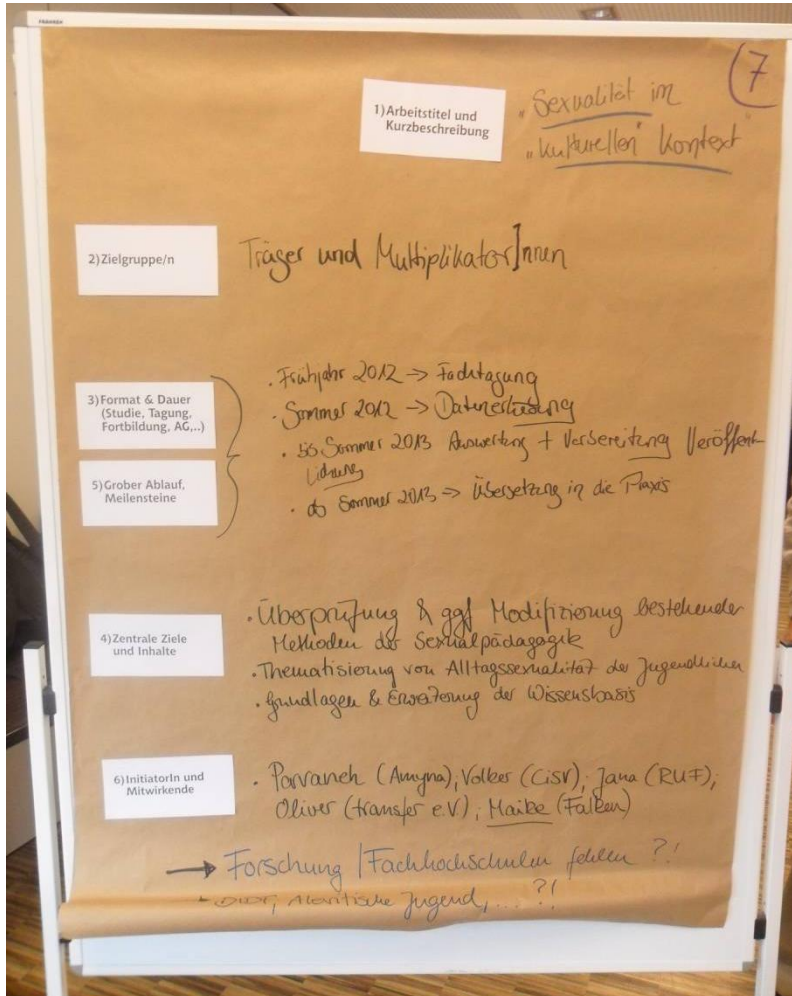 FRANKEN
7
1) Arbeitstitel und
Kurzbeschreibung
"Sexualität im
"kulturellen" Kontext"
2) Zielgruppe/n
Träger und MultiplikatorInnen
3) Format & Dauer
(Studie, Tagung,
Fortbildung, AG,..)
5) Grober Ablauf,
Meilensteine
· Frühjahr 2012 -> Fachtagung
· Sommer 2012 -> Datenerhebung
· bis Sommer 2013 Auswertung + Vorbereitung Veröffent
lichung
· ab Sommer 2013 => Übersetzung in die Praxis
4) Zentrale Ziele
und Inhalte
· Überprüfung & ggf Modifizierung bestehender
Methoden der Sexualpädagogik
· Thematisierung von Alltagssexualität der Jugendlichen
· Grundlagen & Erweiterung der Wissensbasis
6) InitiatorIn und
Mitwirkende
· Parvaneh (Amyna), Volker (CISV), Jana (RUF),
Oliver (transfer e.V.), Maike (Falken)
→ Forschung / Fachhochschulen fehlen ?!
Jugend, ... ?!